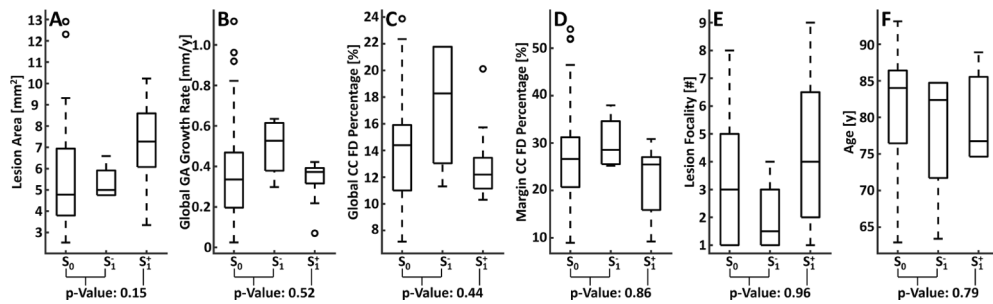 A
Lesion Area [mm²]
13
12
11
10
9
8
7
6
5
4
3
S₀ S₁⁻ S₁⁺
p-Value: 0.15
B
Global GA Growth Rate [mm/y]
1.0
0.8
0.6
0.4
0.2
0
S₀ S₁⁻ S₁⁺
p-Value: 0.52
C
Global CC FD Percentage [%]
24
22
20
18
16
14
12
10
8
S₀ S₁⁻ S₁⁺
p-Value: 0.44
D
Margin CC FD Percentage [%]
50
40
30
20
10
S₀ S₁⁻ S₁⁺
p-Value: 0.86
E
Lesion Focality [#]
9
8
7
6
5
4
3
2
1
S₀ S₁⁻ S₁⁺
p-Value: 0.96
F
Age [y]
90
85
80
75
70
65
S₀ S₁⁻ S₁⁺
p-Value: 0.79